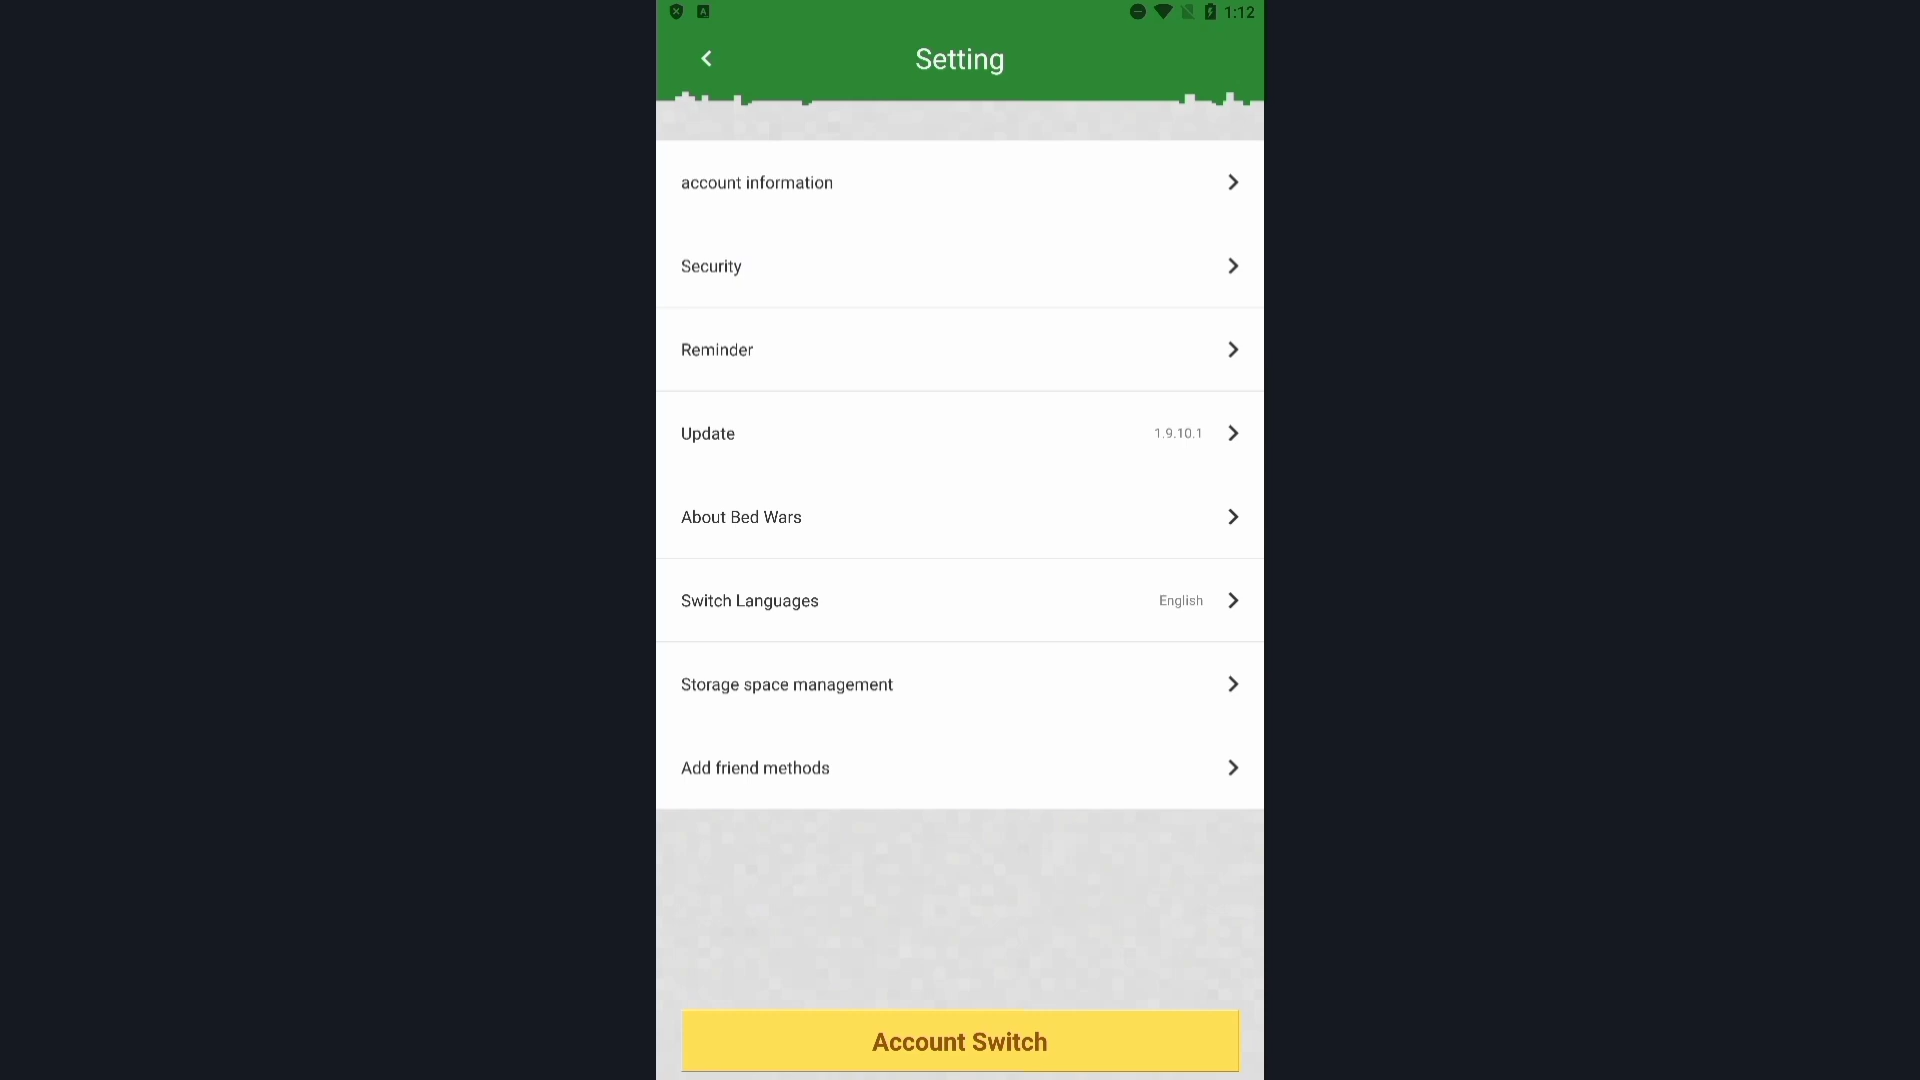 1:12
Setting
account information
Security
Reminder
Update 1.9.10.1
About Bed Wars
Switch Languages English
Storage space management
Add friend methods
Account Switch